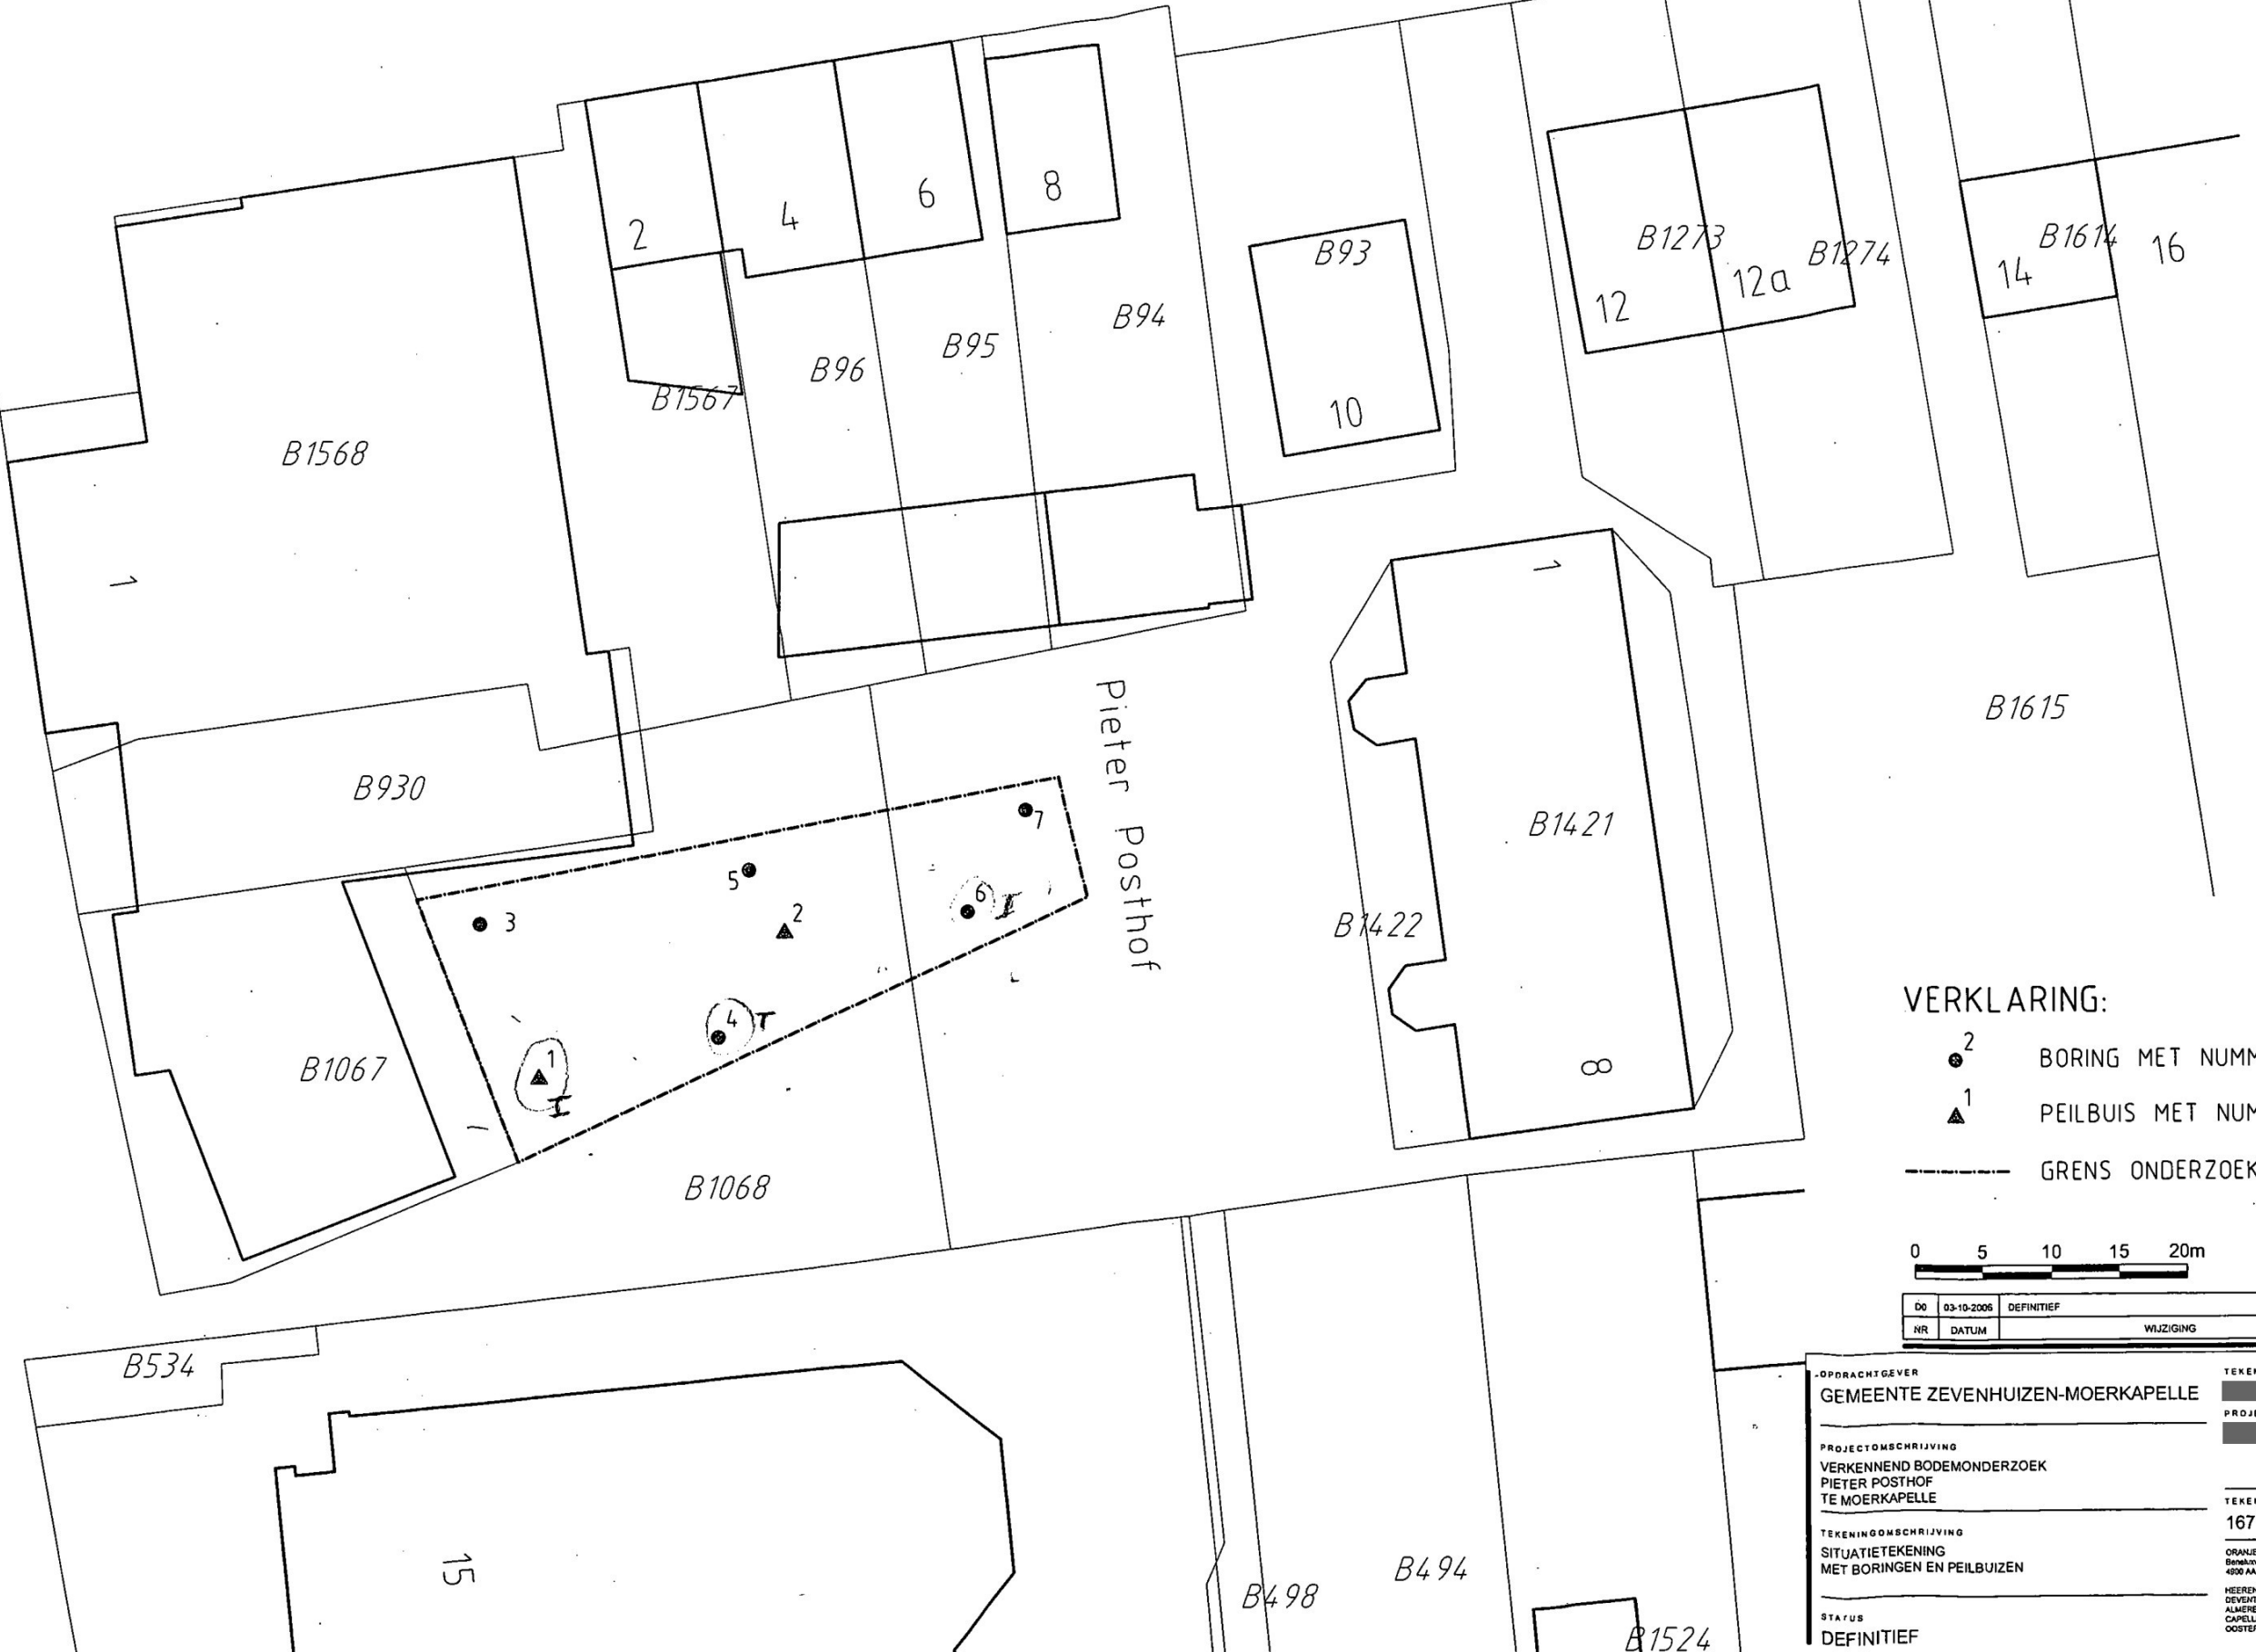 2
4
6
8
B93
10
B1273
12
12a
B1274
B1614
14
16
B94
B95
B96
B1567
B1568
1
1
B930
Pieter Posthof
B1421
B1422
B1615
7
5
3
2
6 I
4 I
1
I
B1067
B1068
8
VERKLARING:
2
BORING MET
1
PEILBUIS MET
GRENS
0 5 10 15 20m
D0 03-10-2006 DEFINITIEF
NR DATUM WIJZIGING
OPDRACHTGEVER
GEMEENTE ZEVENHUIZEN-MOERKAPELLE
PROJECTOMSCHRIJVING
VERKENNEND BODEMONDERZOEK
PIETER POSTHOF
TE MOERKAPELLE
TEKENINGOMSCHRIJVING
SITUATIETEKENING
MET BORINGEN EN PEILBUIZEN
STATUS
DEFINITIEF
167
B534
15
B498
B494
B1524